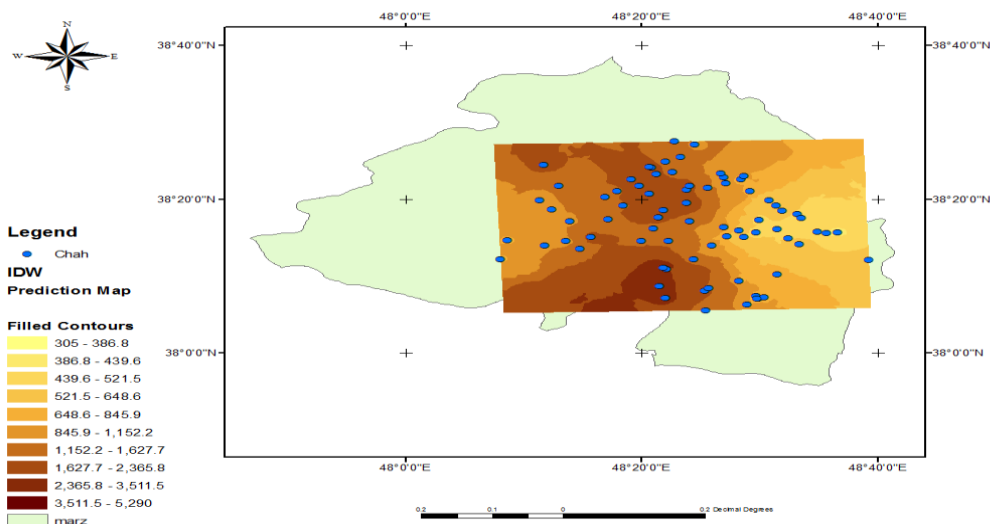 48°0'0"E 48°20'0"E 48°40'0"E
N
W E
S
38°40'0"N 38°40'0"N
38°20'0"N 38°20'0"N
38°0'0"N 38°0'0"N
48°0'0"E 48°20'0"E 48°40'0"E
Legend
Chah
IDW
Prediction Map
Filled Contours
305 - 386.8
386.8 - 439.6
439.6 - 521.5
521.5 - 648.6
648.6 - 845.9
845.9 - 1,152.2
1,152.2 - 1,627.7
1,627.7 - 2,365.8
2,365.8 - 3,511.5
3,511.5 - 5,290
marz
0.2 0.1 0 0.2 Decimal Degrees